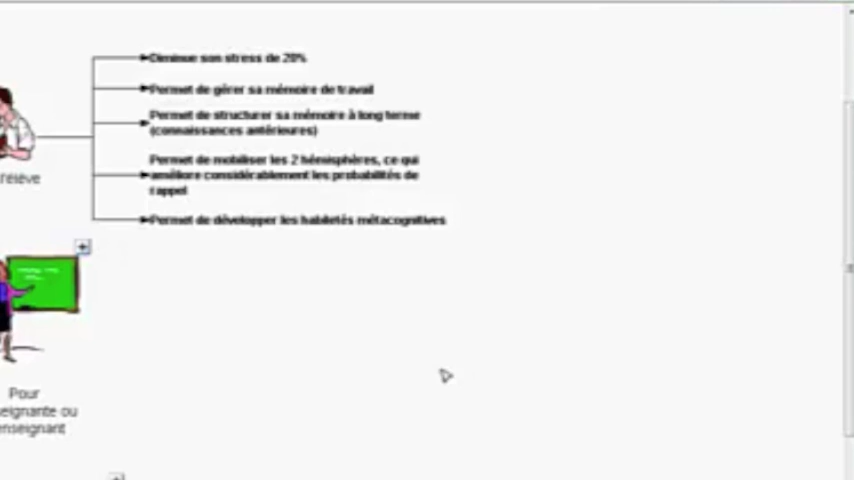 Diminue son stress de 20%
Permet de gérer sa mémoire de travail
Permet de structurer sa mémoire à long terme
(connaissances antérieures)
Permet de mobiliser les 2 hémisphères, ce qui
améliore considérablement les probabilités de
rappel
Permet de développer les habiletés métacognitives
l'élève
Pour
seignante ou
enseignant